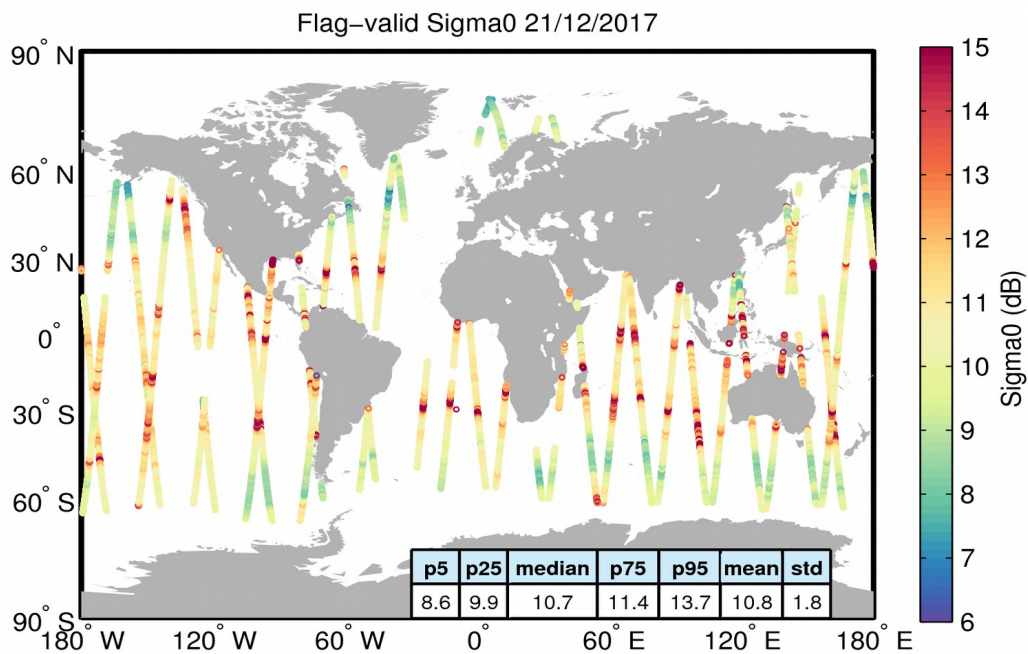 Flag−valid Sigma0 21/12/2017
90° N
60° N
30° N
0°
30° S
60° S
90° S
180° W
120° W
60° W
0°
60° E
120° E
180° E
p5 p25 median p75 p95 mean std
8.6 9.9 10.7 11.4 13.7 10.8 1.8
15
14
13
12
11
10
9
8
7
6
Sigma0 (dB)